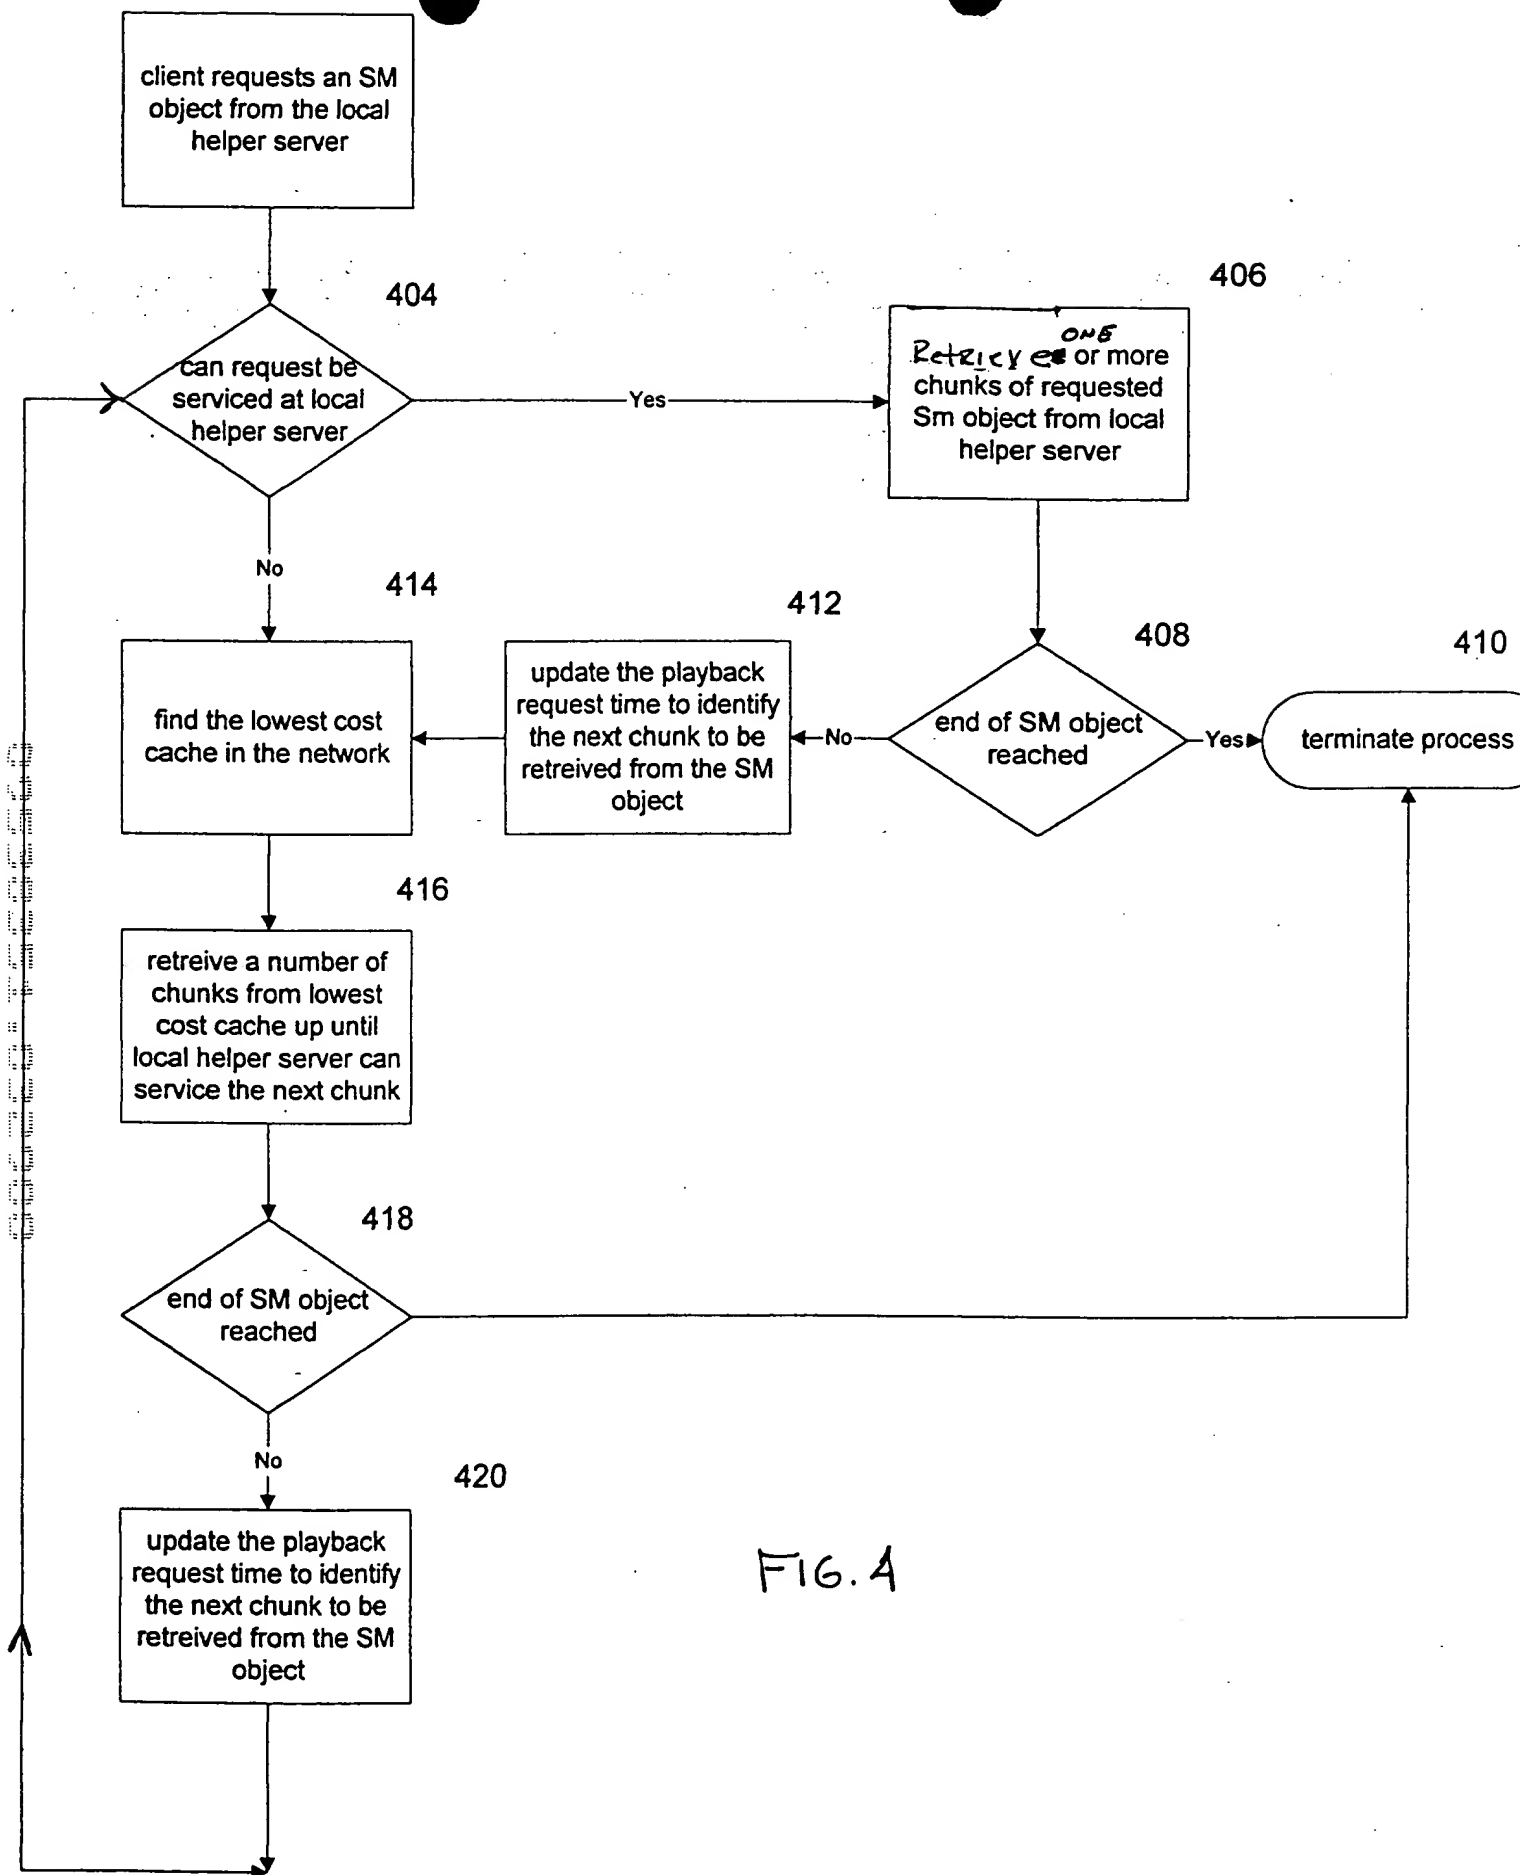 client requests an SM
object from the local
helper server
404
can request be
serviced at local
helper server
Yes
406
Retrieve ONE or more
chunks of requested
Sm object from local
helper server
No
414
find the lowest cost
cache in the network
412
update the playback
request time to identify
the next chunk to be
retreived from the SM
object
No
408
end of SM object
reached
Yes
410
terminate process
416
retreive a number of
chunks from lowest
cost cache up until
local helper server can
service the next chunk
418
end of SM object
reached
No
420
update the playback
request time to identify
the next chunk to be
retreived from the SM
object
FIG. 4